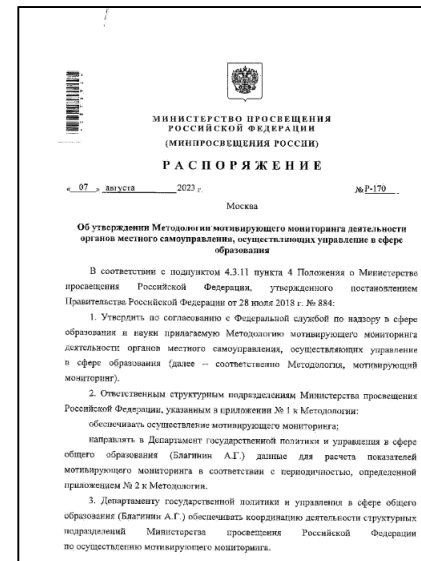 МИНИСТЕРСТВО ПРОСВЕЩЕНИЯ
РОССИЙСКОЙ ФЕДЕРАЦИИ
(МИНПРОСВЕЩЕНИЯ РОССИИ)
РАСПОРЯЖЕНИЕ
« 07 » августа 2023 г. № Р-170
Москва
Об утверждении Методологии мотивирующего мониторинга деятельности
органов местного самоуправления, осуществляющих управление в сфере
образования
В соответствии с подпунктом 4.3.11 пункта 4 Положения о Министерстве
просвещения Российской Федерации, утвержденного постановлением
Правительства Российской Федерации от 28 июля 2018 г. № 884:
1. Утвердить по согласованию с Федеральной службой по надзору в сфере
образования и науки прилагаемую Методологию мотивирующего мониторинга
деятельности органов местного самоуправления, осуществляющих управление
в сфере образования (далее – соответственно Методология, мотивирующий
мониторинг).
2. Ответственным структурным подразделениям Министерства просвещения
Российской Федерации, указанным в приложении № 1 к Методологии:
обеспечивать осуществление мотивирующего мониторинга;
направлять в Департамент государственной политики и управления в сфере
общего образования (Благинин А.Г.) данные для расчета показателей
мотивирующего мониторинга в соответствии с периодичностью, определенной
приложением № 2 к Методологии.
3. Департаменту государственной политики и управления в сфере общего
образования (Благинин А.Г.) обеспечивать координацию деятельности структурных
подразделений Министерства просвещения Российской Федерации
по осуществлению мотивирующего мониторинга.